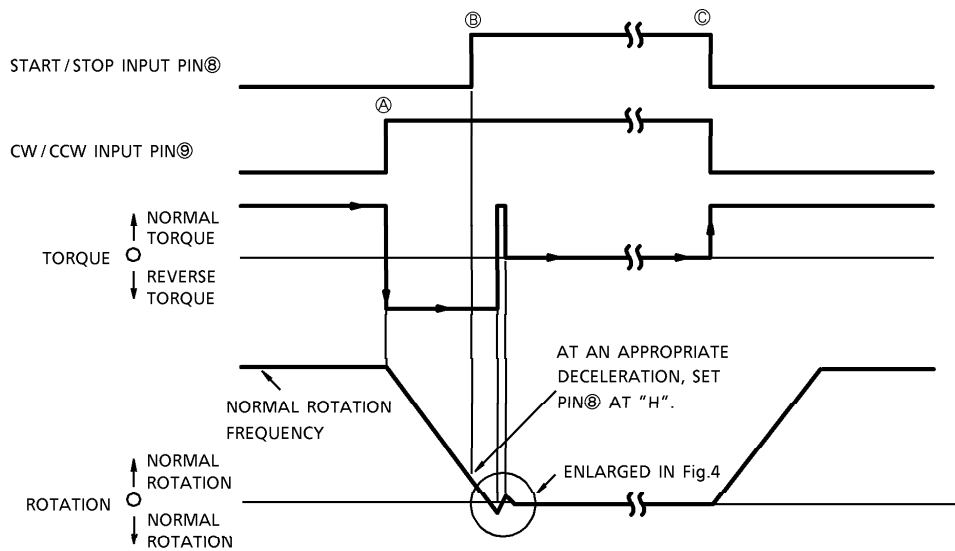 Ⓑ
Ⓒ
START/STOP INPUT PIN⑧
Ⓐ
CW/CCW INPUT PIN⑨
NORMAL
TORQUE
TORQUE
REVERSE
TORQUE
AT AN APPROPRIATE
DECELERATION, SET
PIN⑧ AT "H".
NORMAL ROTATION
FREQUENCY
NORMAL
ROTATION
ENLARGED IN Fig.4
ROTATION
NORMAL
ROTATION